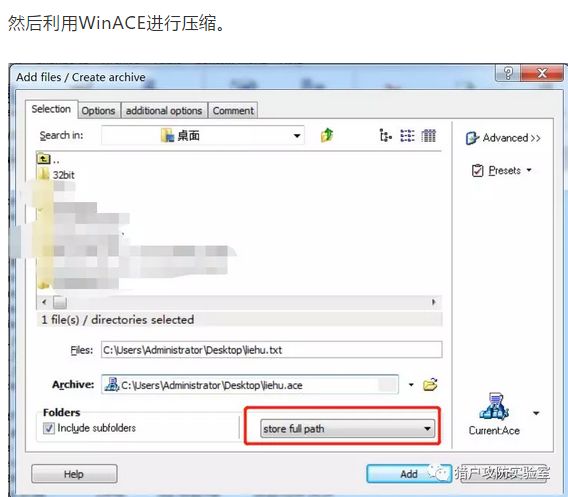 然后利用WinACE进行压缩。
Add files / Create archive
Selection Options additional options Comment
Search in: 桌面 Advanced >>
.. Presets
32bit
1 file(s) / directories selected
Files: C:\Users\Administrator\Desktop\liehu.txt
Archive: C:\Users\Administrator\Desktop\liehu.ace
Folders
Include subfolders store full path Current.Ace
Help Add 猎户攻防实验室